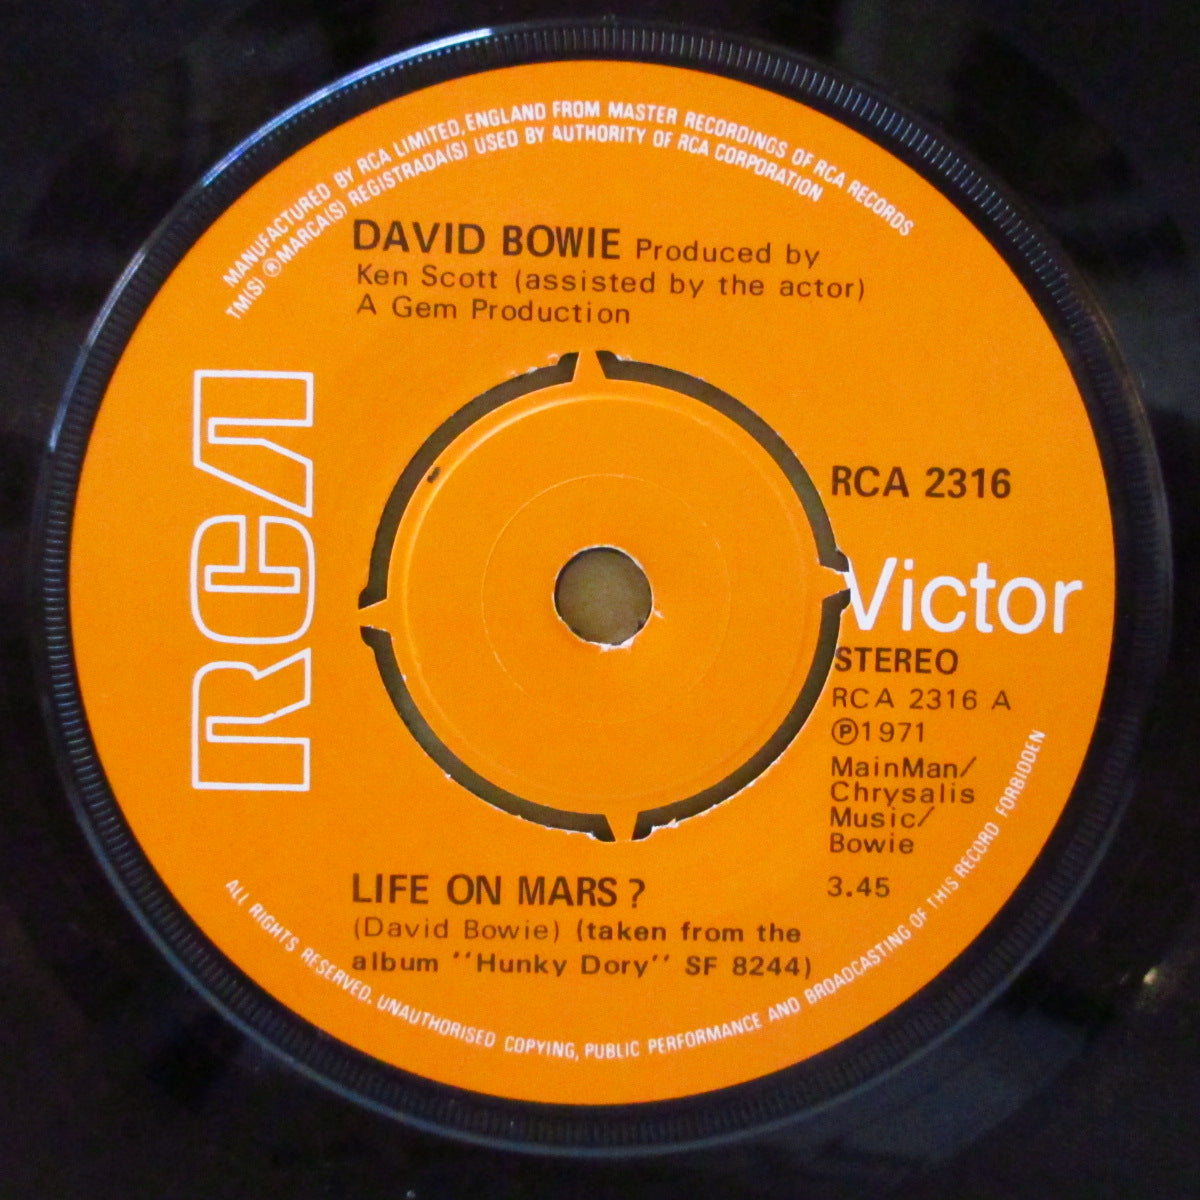 MANUFACTURED BY RCA LIMITED, ENGLAND FROM MASTER RECORDINGS OF RCA RECORDS
TM(S) ® MARCA(S) REGISTRADA(S) USED BY AUTHORITY OF RCA CORPORATION
DAVID BOWIE Produced by
Ken Scott (assisted by the actor)
A Gem Production
RCA
RCA 2316
Victor
STEREO
RCA 2316 A
℗1971
MainMan/
Chrysalis
Music/
Bowie
3.45
LIFE ON MARS?
(David Bowie) (taken from the
album "Hunky Dory" SF 8244)
ALL RIGHTS RESERVED. UNAUTHORISED COPYING, PUBLIC PERFORMANCE AND BROADCASTING OF THIS RECORD FORBIDDEN